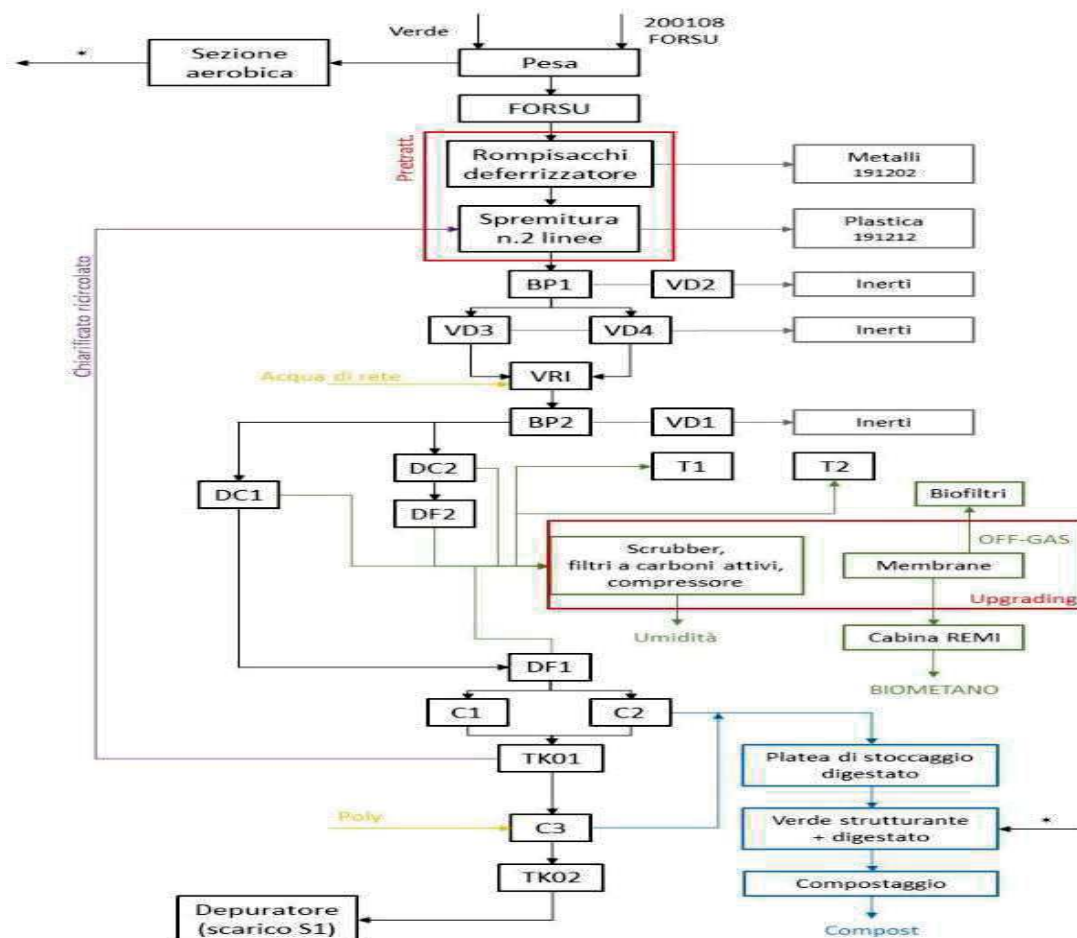 Verde
200108
FORSU
*
Sezione
aerobica
Pesa
FORSU
Pretratt.
Rompisacchi
deferrizzatore
Metalli
191202
Spremitura
n.2 linee
Plastica
191212
Chiarificato ricircolato
BP1
VD2
Inerti
VD3
VD4
Inerti
Acqua di rete
VRI
BP2
VD1
Inerti
DC1
DC2
T1
T2
DF2
Biofiltri
OFF-GAS
Scrubber,
filtri a carboni attivi,
compressore
Membrane
Upgrading
Umidità
Cabina REMI
BIOMETANO
DF1
C1
C2
TK01
Platea di stoccaggio
digestato
Poly
C3
Verde strutturante
+ digestato
*
TK02
Compostaggio
Depuratore
(scarico S1)
Compost